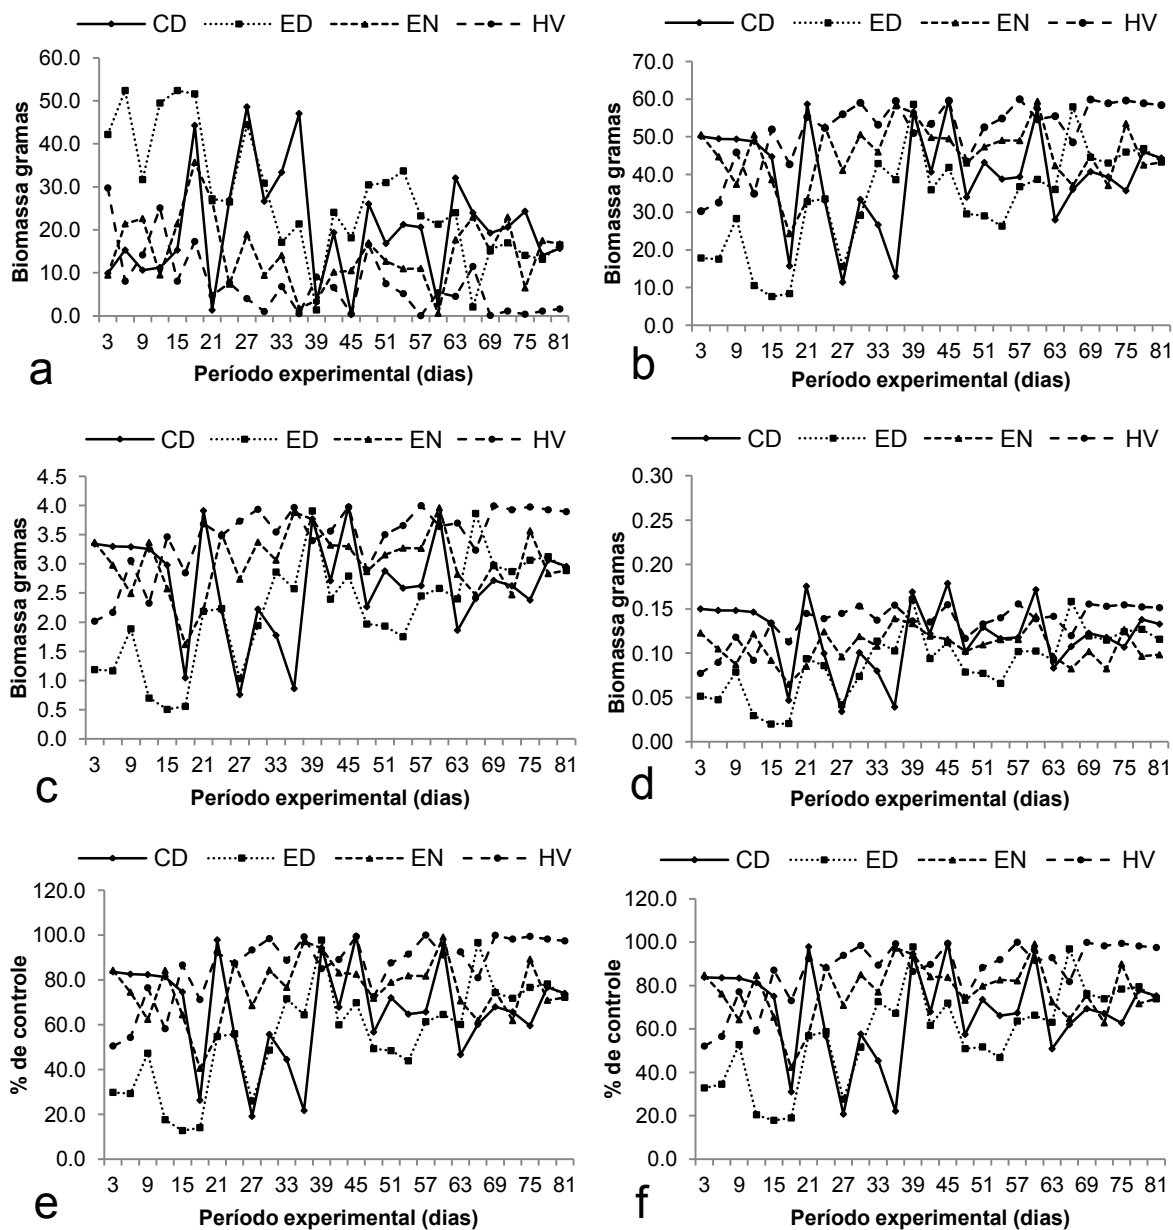 CD ED EN HV
60.0
50.0
40.0
30.0
20.0
10.0
0.0
Biomassa gramas
3 9 15 21 27 33 39 45 51 57 63 69 75 81
Período experimental (dias)
a
CD ED EN HV
70.0
60.0
50.0
40.0
30.0
20.0
10.0
0.0
Biomassa gramas
3 9 15 21 27 33 39 45 51 57 63 69 75 81
Período experimental (dias)
b
CD ED EN HV
4.5
4.0
3.5
3.0
2.5
2.0
1.5
1.0
0.5
0.0
Biomassa gramas
3 9 15 21 27 33 39 45 51 57 63 69 75 81
Período experimental (dias)
c
CD ED EN HV
0.30
0.25
0.20
0.15
0.10
0.05
0.00
Biomassa gramas
3 9 15 21 27 33 39 45 51 57 63 69 75 81
Período experimental (dias)
d
CD ED EN HV
120.0
100.0
80.0
60.0
40.0
20.0
0.0
% de controle
3 9 15 21 27 33 39 45 51 57 63 69 75 81
Período experimental (dias)
e
CD ED EN HV
120.0
100.0
80.0
60.0
40.0
20.0
0.0
% de controle
3 9 15 21 27 33 39 45 51 57 63 69 75 81
Período experimental (dias)
f